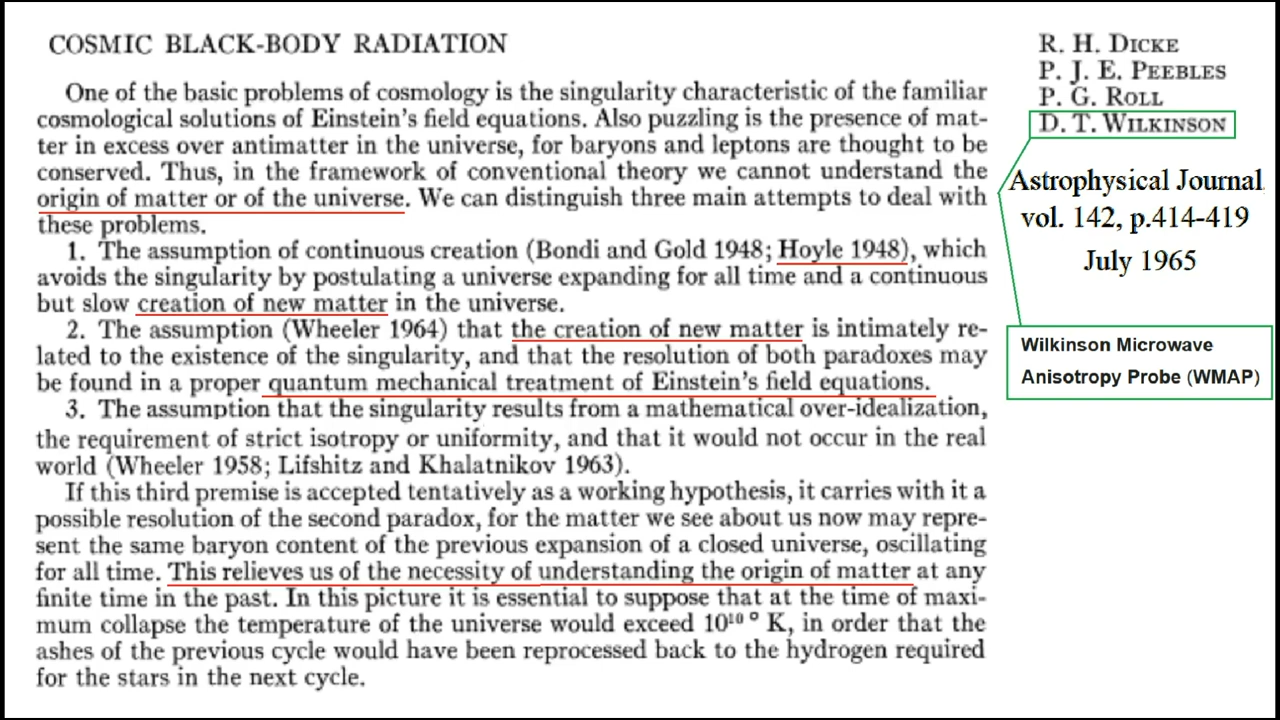 COSMIC BLACK-BODY RADIATION
One of the basic problems of cosmology is the singularity characteristic of the familiar
cosmological solutions of Einstein's field equations. Also puzzling is the presence of mat-
ter in excess over antimatter in the universe, for baryons and leptons are thought to be
conserved. Thus, in the framework of conventional theory we cannot understand the
origin of matter or of the universe. We can distinguish three main attempts to deal with
these problems.
1. The assumption of continuous creation (Bondi and Gold 1948; Hoyle 1948), which
avoids the singularity by postulating a universe expanding for all time and a continuous
but slow creation of new matter in the universe.
2. The assumption (Wheeler 1964) that the creation of new matter is intimately re-
lated to the existence of the singularity, and that the resolution of both paradoxes may
be found in a proper quantum mechanical treatment of Einstein's field equations.
3. The assumption that the singularity results from a mathematical over-idealization,
the requirement of strict isotropy or uniformity, and that it would not occur in the real
world (Wheeler 1958; Lifshitz and Khalatnikov 1963).
If this third premise is accepted tentatively as a working hypothesis, it carries with it a
possible resolution of the second paradox, for the matter we see about us now may repre-
sent the same baryon content of the previous expansion of a closed universe, oscillating
for all time. This relieves us of the necessity of understanding the origin of matter at any
finite time in the past. In this picture it is essential to suppose that at the time of maxi-
mum collapse the temperature of the universe would exceed 10¹⁰ ° K, in order that the
ashes of the previous cycle would have been reprocessed back to the hydrogen required
for the stars in the next cycle.
R. H. DICKE
P. J. E. PEEBLES
P. G. ROLL
D. T. WILKINSON
Astrophysical Journal
vol. 142, p.414-419
July 1965
Wilkinson Microwave
Anisotropy Probe (WMAP)